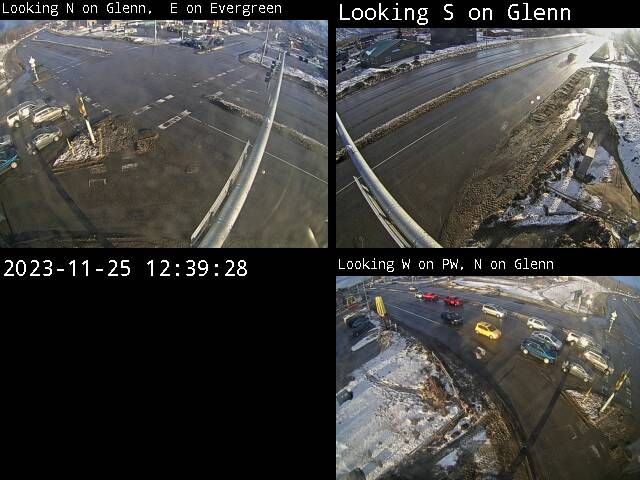 Looking N on Glenn, E on Evergreen
Looking S on Glenn
2023-11-25 12:39:28
Looking W on PW, N on Glenn